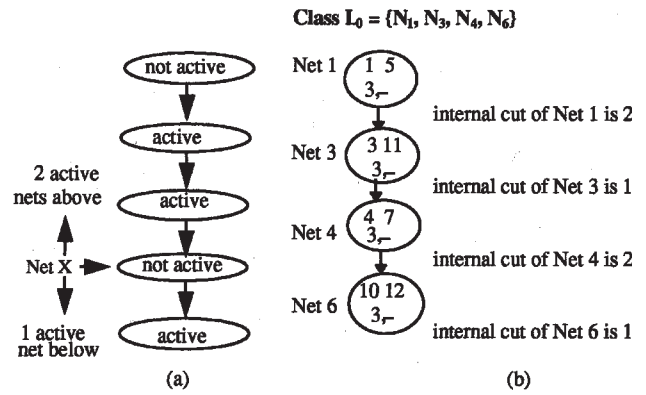 Class L0 = {N1, N3, N4, N6}
not active
active
active
not active
active
2 active
nets above
Net X
1 active
net below
(a)
Net 1
1 5
3,–
internal cut of Net 1 is 2
Net 3
3 11
3,–
internal cut of Net 3 is 1
Net 4
4 7
3,–
internal cut of Net 4 is 2
Net 6
10 12
3,–
internal cut of Net 6 is 1
(b)